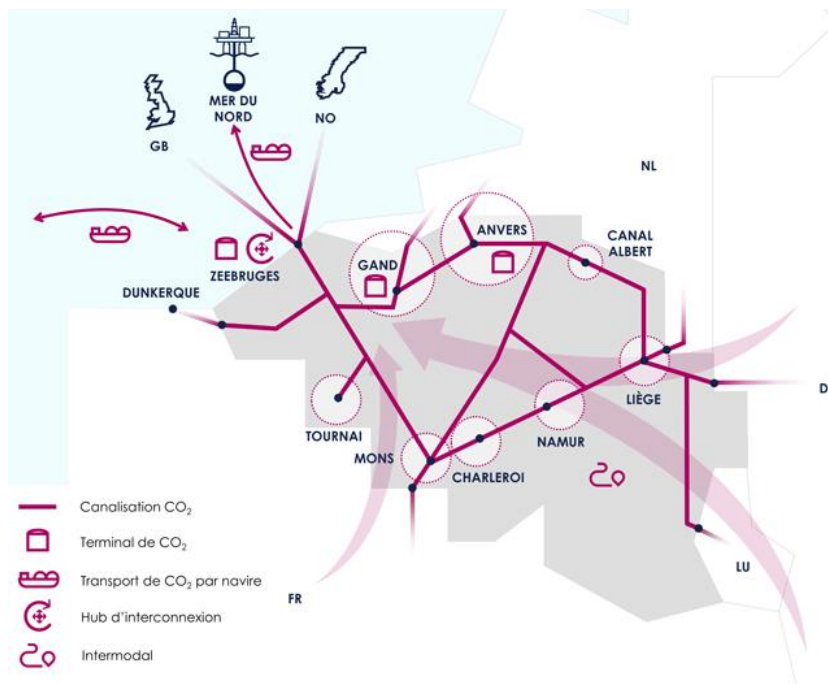 MER DU
NORD
GB
NO
NL
ANVERS
CANAL
ALBERT
GAND
ZEEBRUGES
DUNKERQUE
LIÈGE
D
TOURNAI
NAMUR
MONS
CHARLEROI
LU
FR
Canalisation CO₂
Terminal de CO₂
Transport de CO₂ par navire
Hub d'interconnexion
Intermodal